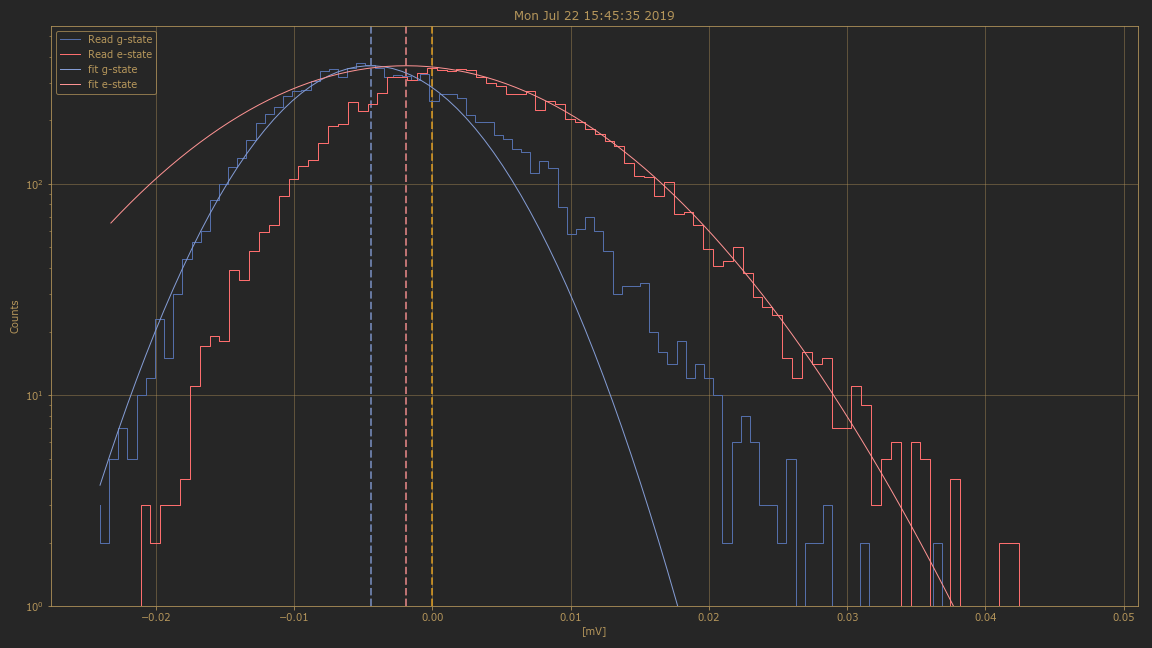 Mon Jul 22 15:45:35 2019
Read g-state
Read e-state
fit g-state
fit e-state
Counts
10²
10¹
10⁰
−0.02 −0.01 0.00 0.01 0.02 0.03 0.04 0.05
[mV]